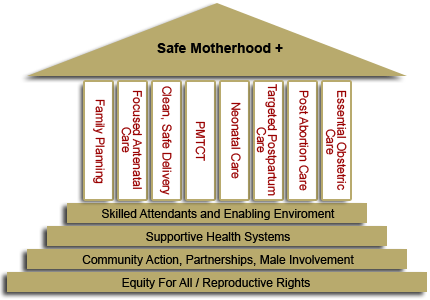 Safe Motherhood +
Family Planning
Focused Antenatal
Care
Clean, Safe Delivery
PMTCT
Neonatal Care
Targeted Postpartum
Care
Post Abortion Care
Essential Obstetric
Care
Skilled Attendants and Enabling Enviroment
Supportive Health Systems
Community Action, Partnerships, Male Involvement
Equity For All / Reproductive Rights